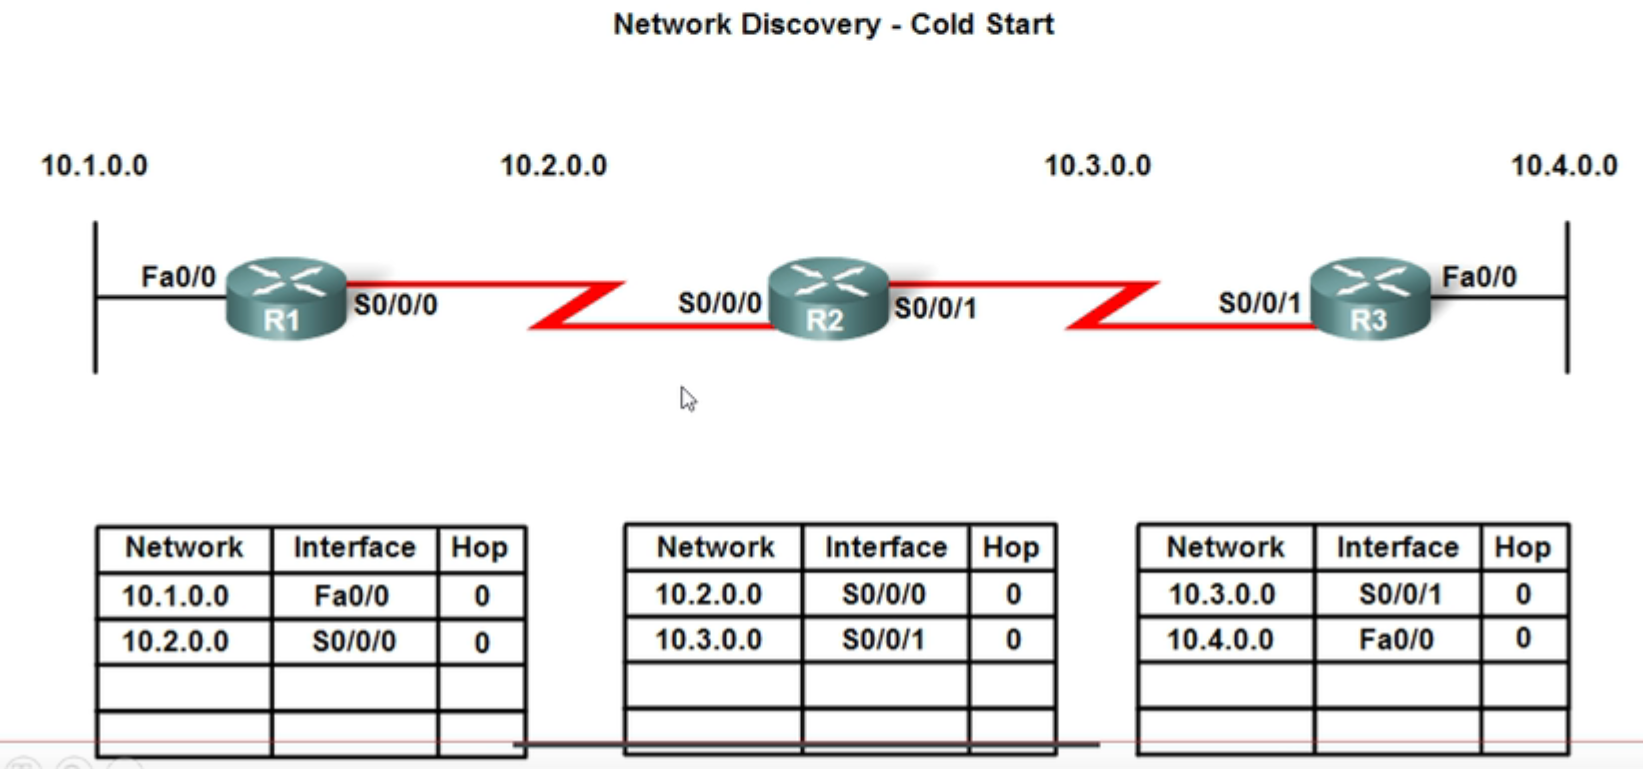 Network Discovery - Cold Start
10.1.0.0 10.2.0.0 10.3.0.0 10.4.0.0
Fa0/0 R1 S0/0/0 S0/0/0 R2 S0/0/1 S0/0/1 R3 Fa0/0
Network Interface Hop
10.1.0.0 Fa0/0 0
10.2.0.0 S0/0/0 0
Network Interface Hop
10.2.0.0 S0/0/0 0
10.3.0.0 S0/0/1 0
Network Interface Hop
10.3.0.0 S0/0/1 0
10.4.0.0 Fa0/0 0